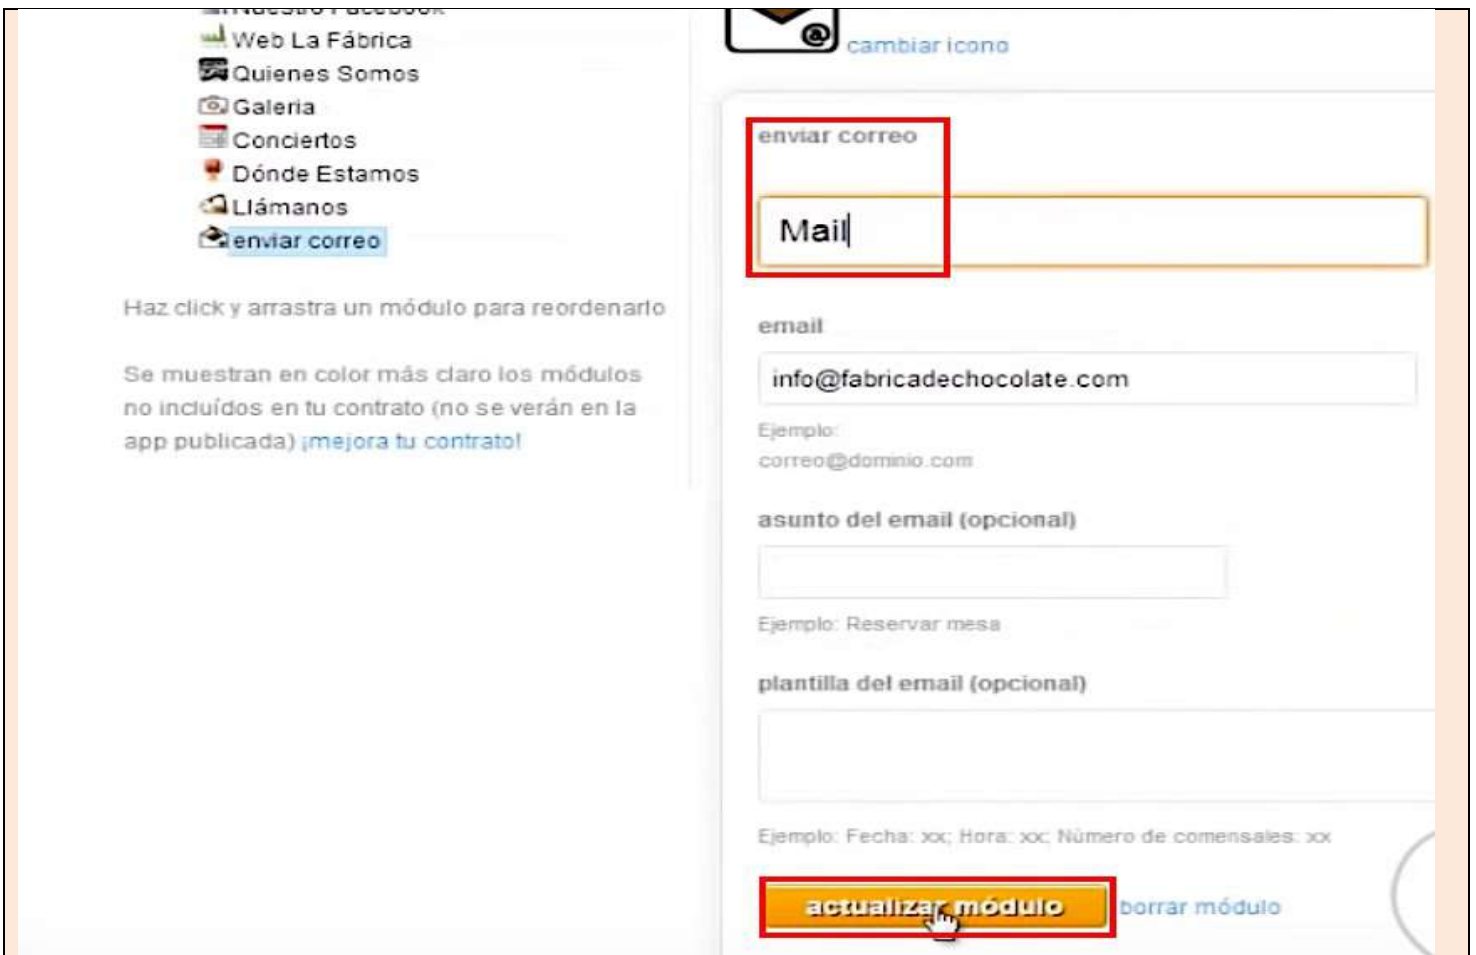 Nuestro Facebook
Web La Fábrica
Quienes Somos
Galeria
Conciertos
Dónde Estamos
Llámanos
enviar correo
Haz click y arrastra un módulo para reordenarlo
Se muestran en color más claro los módulos
no incluídos en tu contrato (no se verán en la
app publicada) ¡mejora tu contrato!
@
cambiar icono
enviar correo
Mail
email
info@fabricadechocolate.com
Ejemplo:
correo@dominio.com
asunto del email (opcional)
Ejemplo: Reservar mesa
plantilla del email (opcional)
Ejemplo: Fecha: xx; Hora: xx; Número de comensales: xx
actualizar módulo
borrar módulo